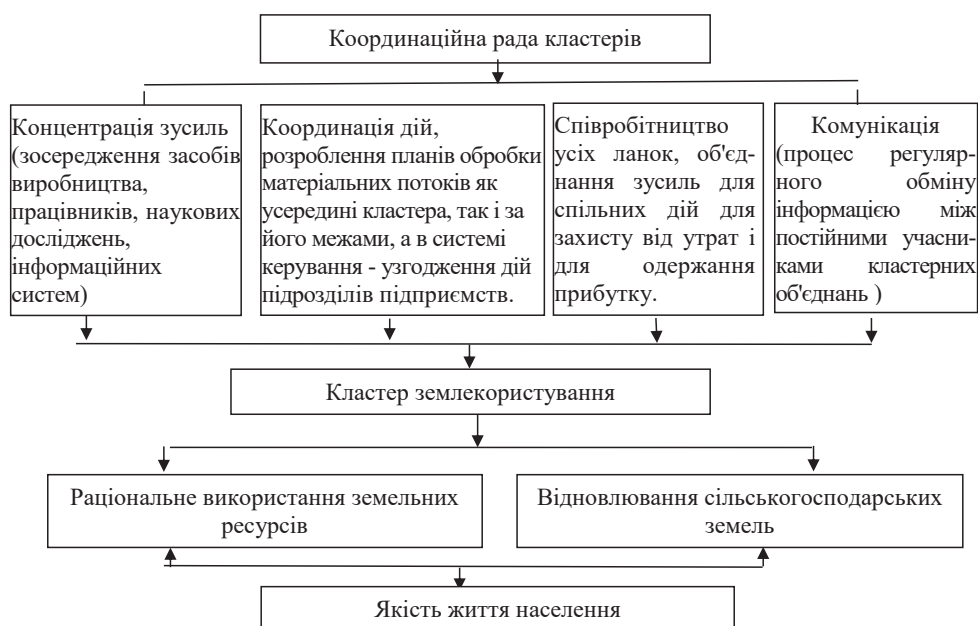 Координаційна рада кластерів
Концентрація зусиль
(зосередження засобів
виробництва,
працівників, наукових
досліджень,
інформаційних
систем)
Координація дій,
розроблення планів обробки
матеріальних потоків як
усередині кластера, так і за
його межами, а в системі
керування - узгодження дій
підрозділів підприємств.
Співробітництво
усіх ланок, об'єд-
нання зусиль для
спільних дій для
захисту від утрат і
для одержання
прибутку.
Комунікація
(процес регуляр-
ного обміну
інформацією між
постійними учасни-
ками кластерних
об'єднань )
Кластер землекористування
Раціональне використання земельних
ресурсів
Відновлювання сільськогосподарських
земель
Якість життя населення